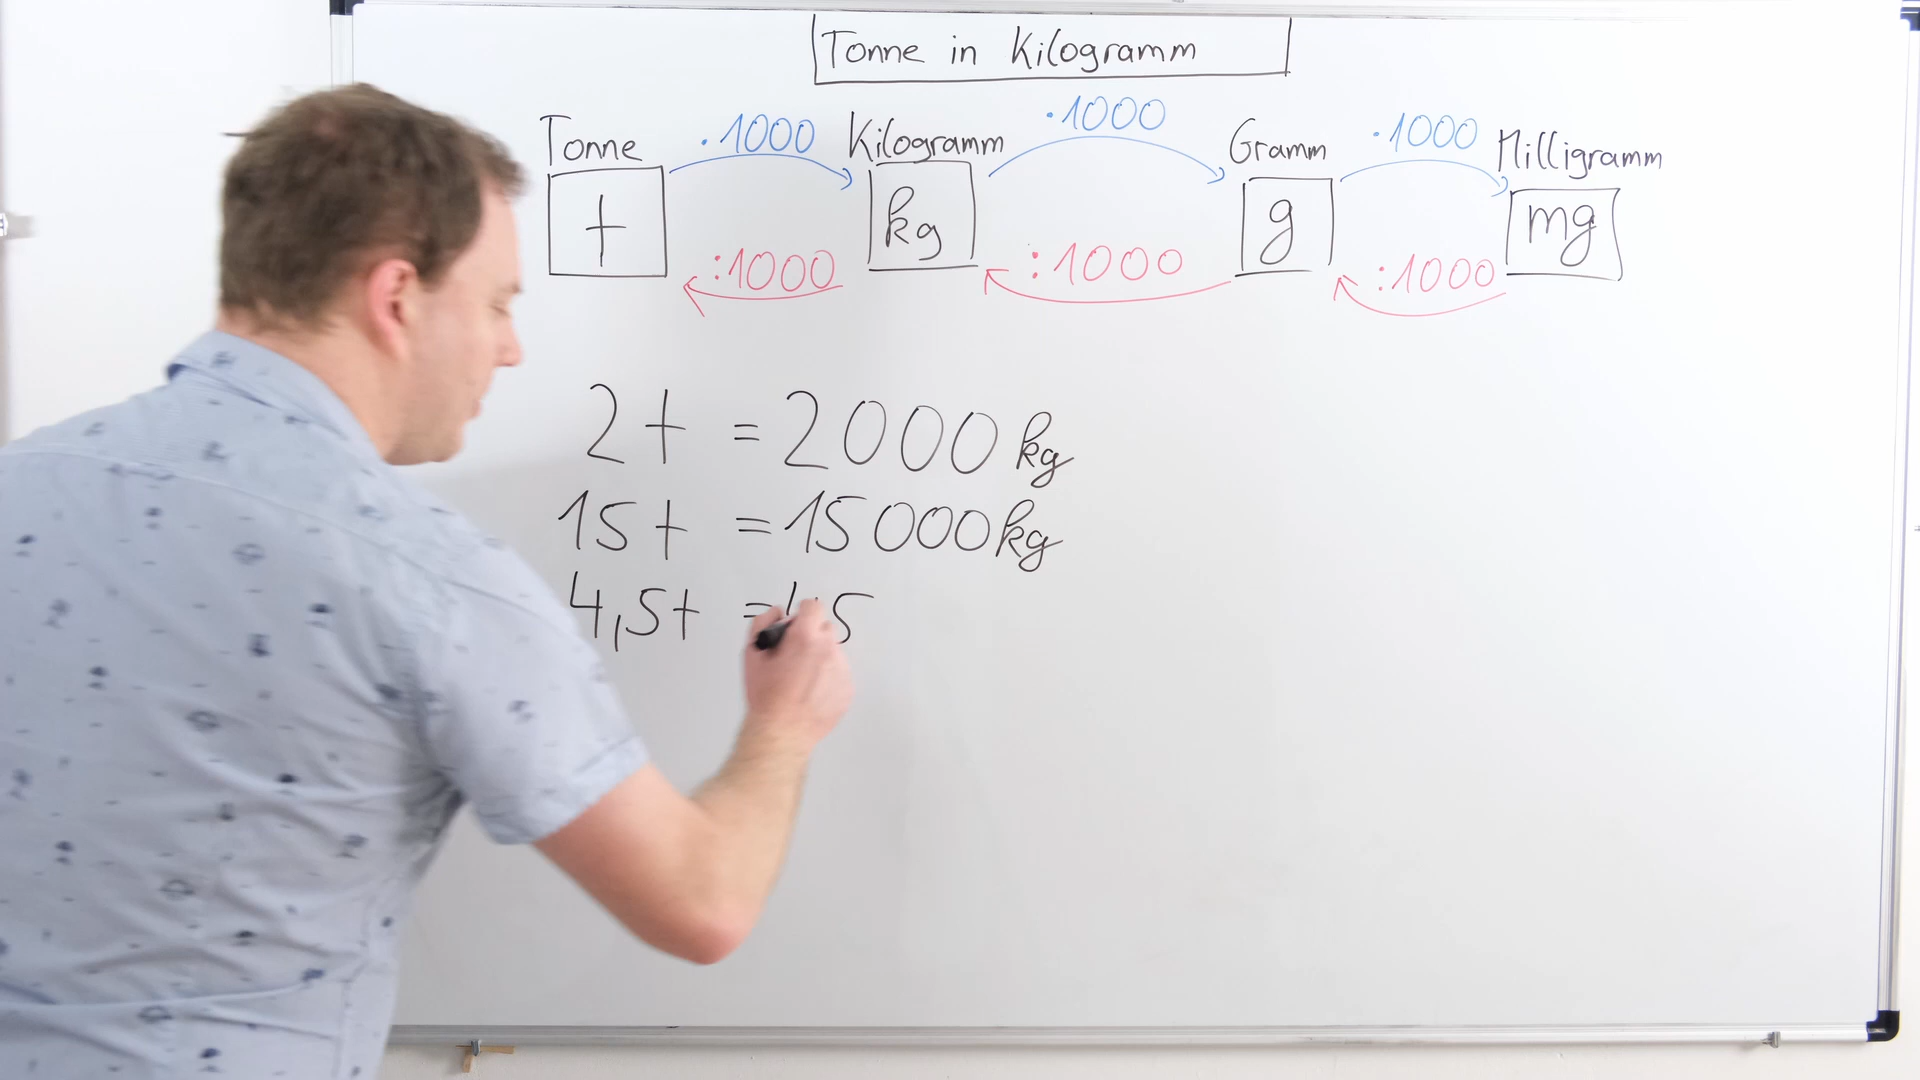 Tonne in Kilogramm
Tonne ·1000 Kilogramm ·1000 Gramm ·1000 Milligramm
t kg g mg
:1000 :1000 :1000
2t = 2000 kg
15t = 15000 kg
4,5t = 45